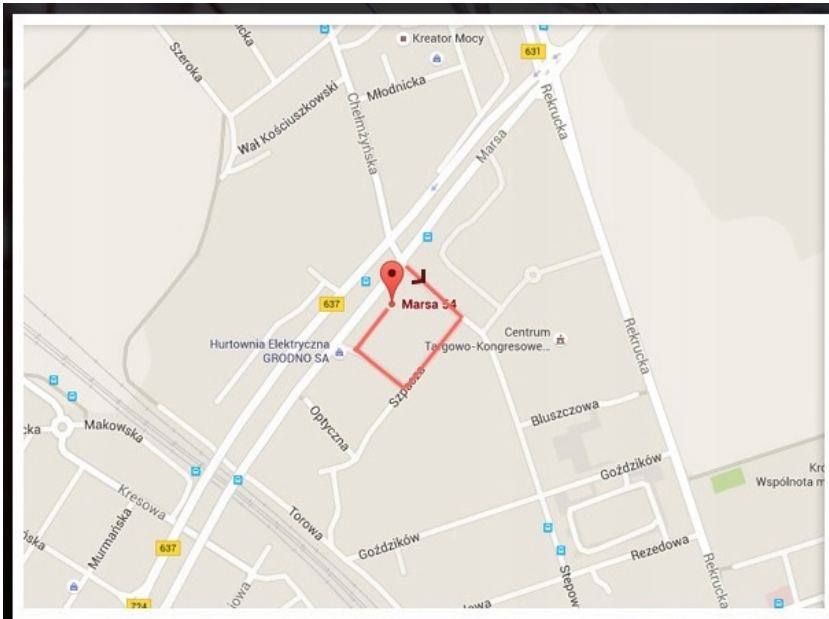 Kreator Mocy
631
Szeroka
Młodnicka
Rekrucka
Wał Kościuszkowski
Chełmżyńska
Marsa
637
Marsa 54
Hurtownia Elektryczna
GRODNO SA
Centrum
Targowo-Kongresowe...
Rekrucka
Szpacza
Optyczna
Bluszczowa
Makowska
Goździków
Kresowa
Wspólnota m
Murmańska
Torowa
637
Goździków
Rezedowa
Rekrucka
Stepow
724